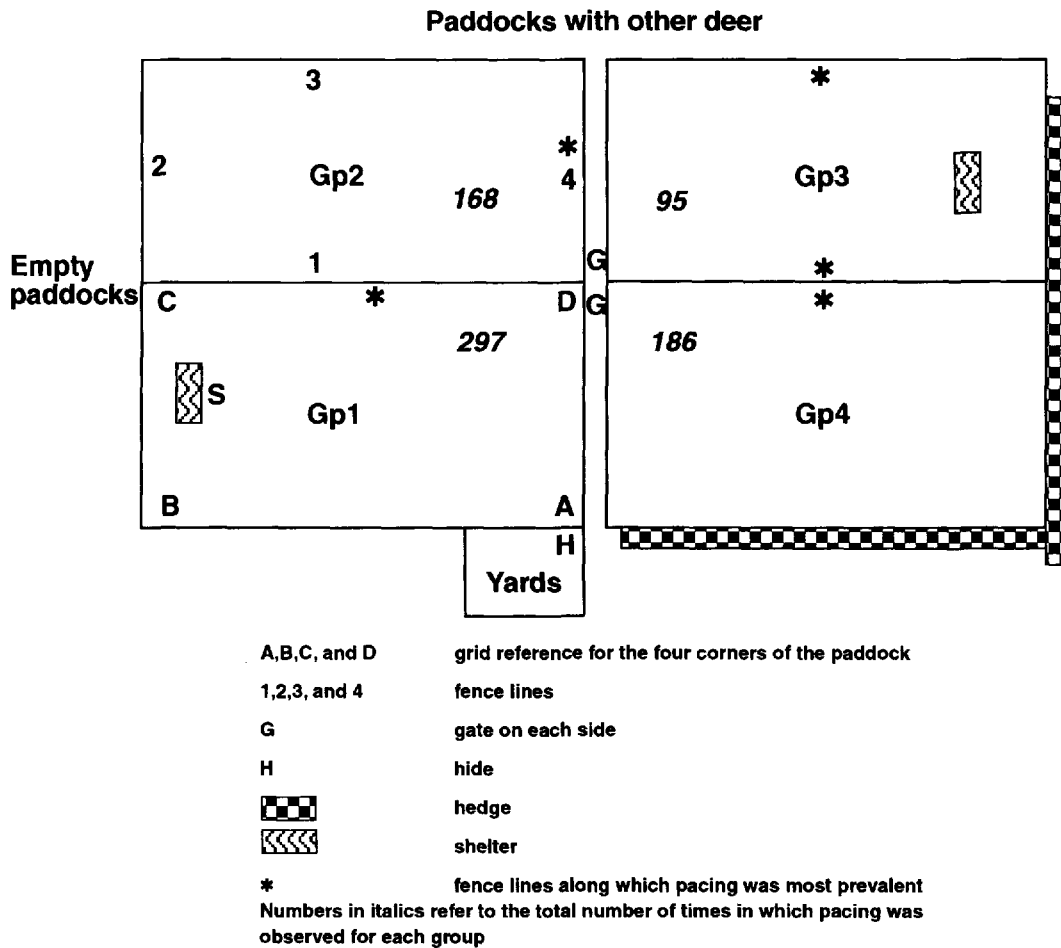 Paddocks with other deer
3
*
*
2
Gp2
4
Gp3
168
95
1
G
*
Empty
paddocks
C
*
D
G
*
297
186
S
Gp1
Gp4
B
A
H
Yards
A,B,C, and D grid reference for the four corners of the paddock
1,2,3, and 4 fence lines
G gate on each side
H hide
hedge
shelter
* fence lines along which pacing was most prevalent
Numbers in italics refer to the total number of times in which pacing was
observed for each group